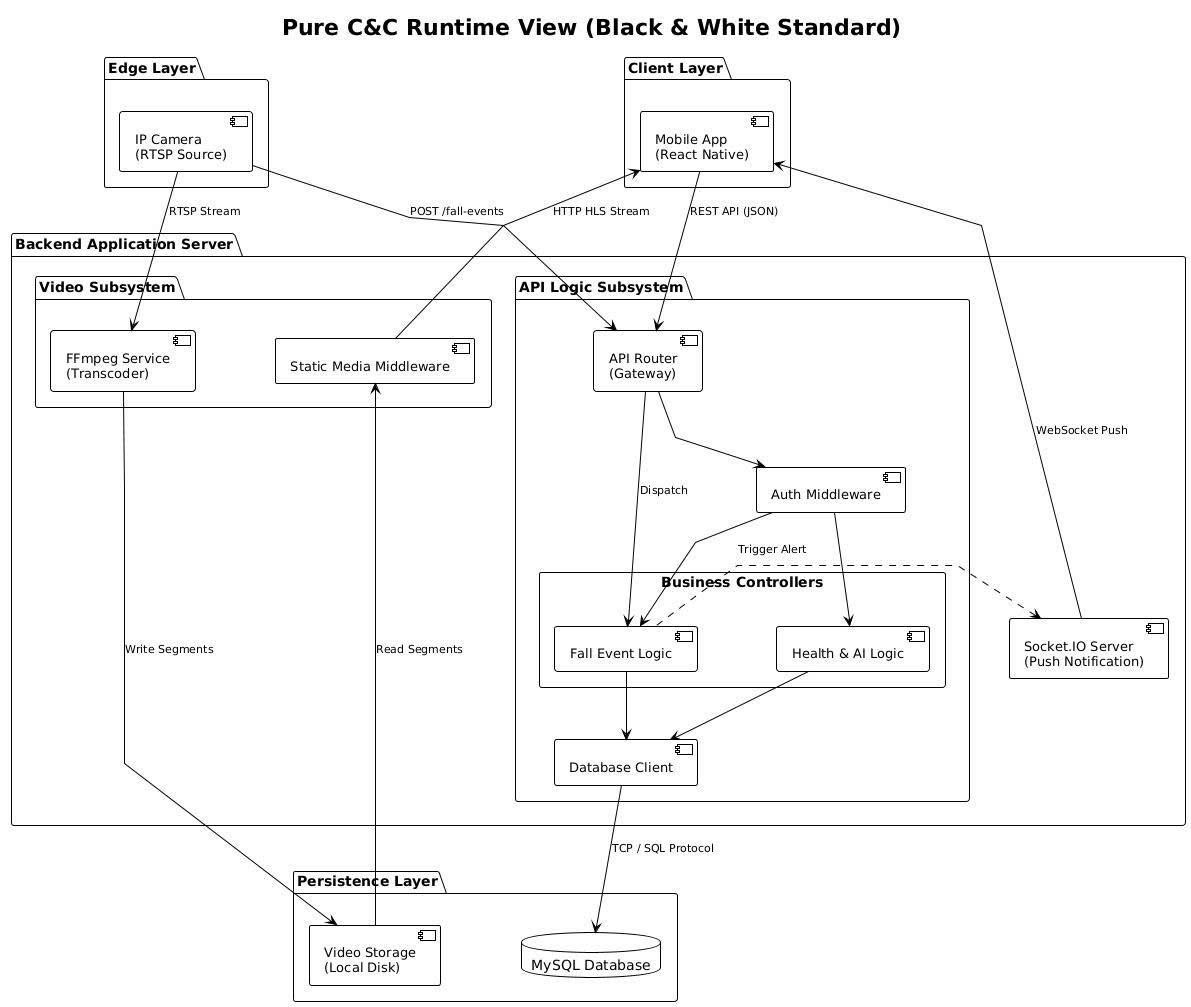 Pure C&C Runtime View (Black & White Standard)
Edge Layer
Client Layer
IP Camera
(RTSP Source)
Mobile App
(React Native)
RTSP Stream
POST /fall-events
HTTP HLS Stream
REST API (JSON)
Backend Application Server
Video Subsystem
API Logic Subsystem
FFmpeg Service
(Transcoder)
Static Media Middleware
API Router
(Gateway)
WebSocket Push
Dispatch
Auth Middleware
Trigger Alert
Business Controllers
Fall Event Logic
Health & AI Logic
Socket.IO Server
(Push Notification)
Write Segments
Read Segments
Database Client
TCP / SQL Protocol
Persistence Layer
Video Storage
(Local Disk)
MySQL Database